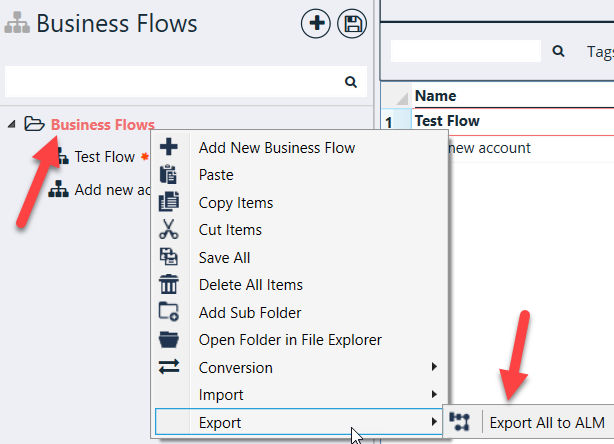 Business Flows
Tags
Name
Business Flows
1 Test Flow
Test Flow
new account
Add new ac
Add New Business Flow
Paste
Copy Items
Cut Items
Save All
Delete All Items
Add Sub Folder
Open Folder in File Explorer
Conversion
Import
Export
Export All to ALM